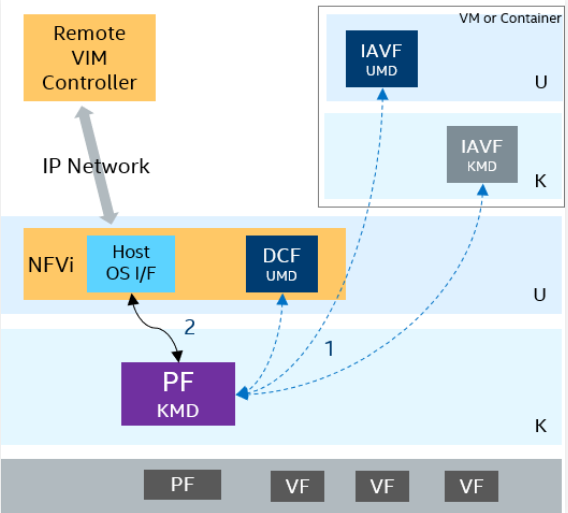 VM or Container
Remote
VIM
Controller
IAVF
UMD
U
IP Network
IAVF
KMD
K
NFVi
Host
OS I/F
DCF
UMD
U
2
1
PF
KMD
K
PF
VF
VF
VF